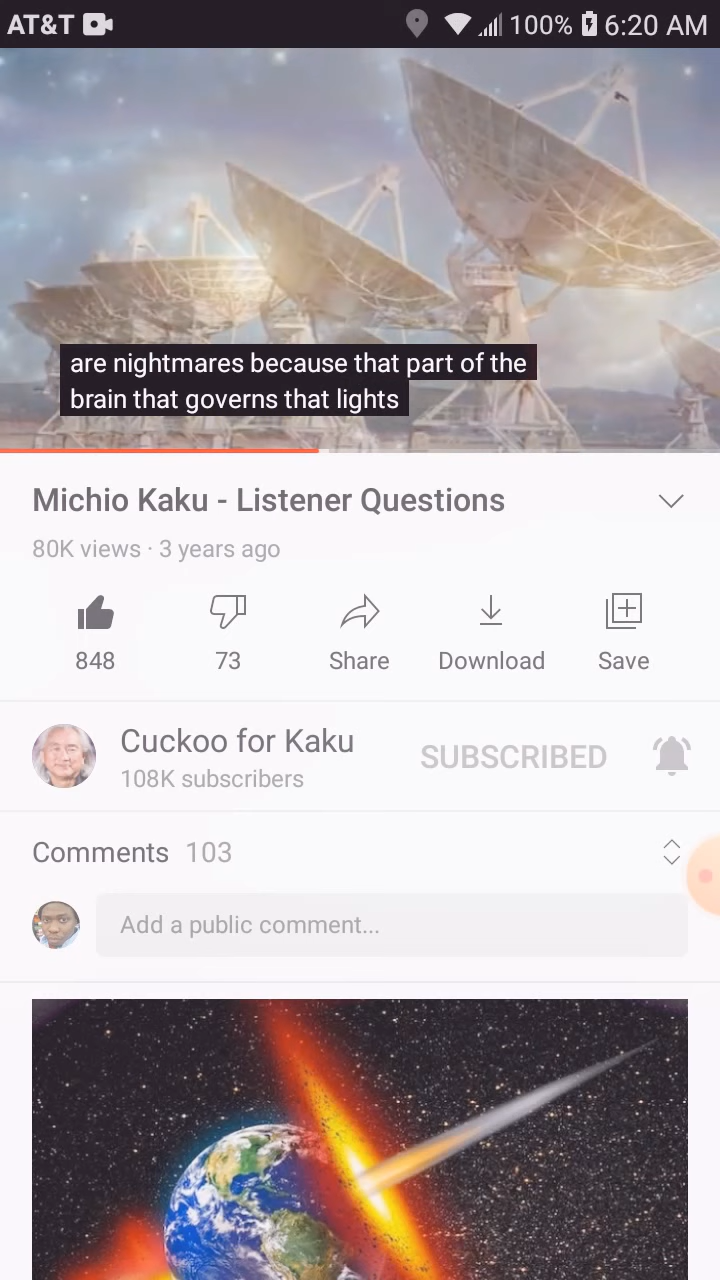 AT&T 100% 6:20 AM
are nightmares because that part of the
brain that governs that lights
Michio Kaku - Listener Questions
80K views · 3 years ago
848 73 Share Download Save
Cuckoo for Kaku SUBSCRIBED
108K subscribers
Comments 103
Add a public comment...